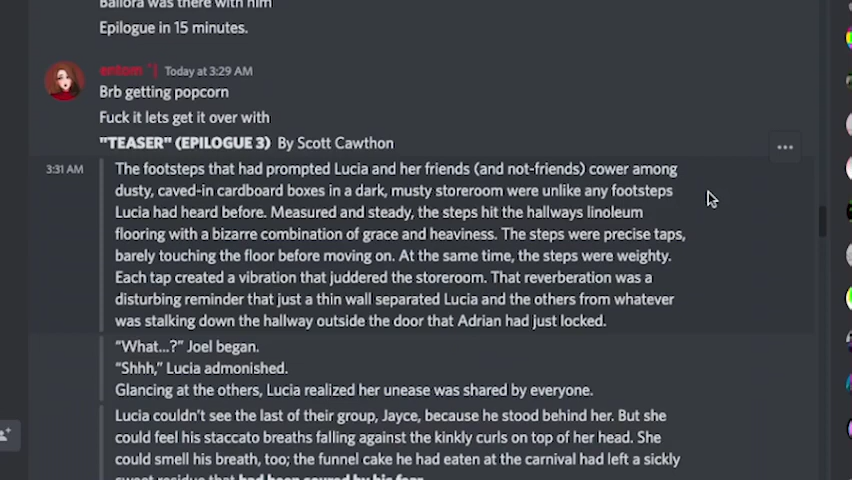 Ballora was there with him
Epilogue in 15 minutes.
Today at 3:29 AM
Brb getting popcorn
Fuck it lets get it over with
"TEASER" (EPILOGUE 3) By Scott Cawthon
3:31 AM
The footsteps that had prompted Lucia and her friends (and not-friends) cower among
dusty, caved-in cardboard boxes in a dark, musty storeroom were unlike any footsteps
Lucia had heard before. Measured and steady, the steps hit the hallways linoleum
flooring with a bizarre combination of grace and heaviness. The steps were precise taps,
barely touching the floor before moving on. At the same time, the steps were weighty.
Each tap created a vibration that juddered the storeroom. That reverberation was a
disturbing reminder that just a thin wall separated Lucia and the others from whatever
was stalking down the hallway outside the door that Adrian had just locked.
“What...?” Joel began.
“Shhh,” Lucia admonished.
Glancing at the others, Lucia realized her unease was shared by everyone.
Lucia couldn’t see the last of their group, Jayce, because he stood behind her. But she
could feel his staccato breaths falling against the kinkly curls on top of her head. She
could smell his breath, too; the funnel cake he had eaten at the carnival had left a sickly
sweet residue that had been soured by his fear.